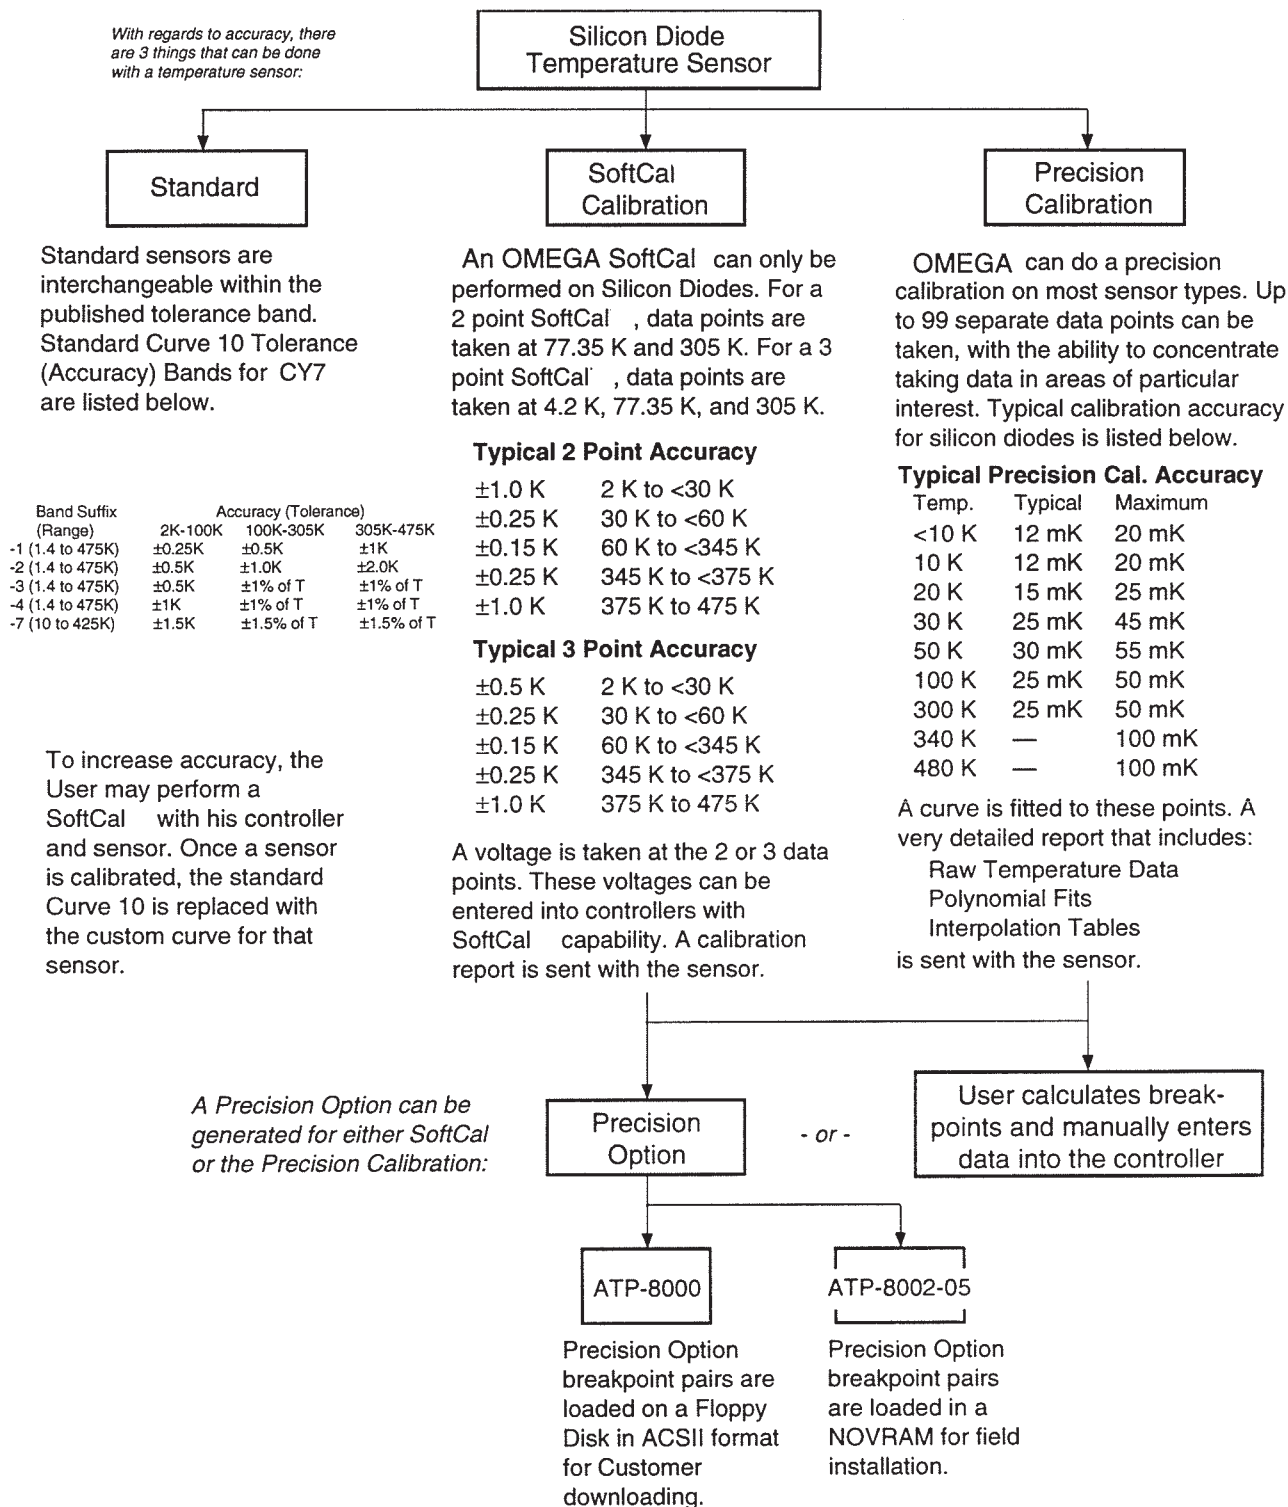 With regards to accuracy, there
are 3 things that can be done
with a temperature sensor:
Silicon Diode
Temperature Sensor
Standard
SoftCal
Calibration
Precision
Calibration
Standard sensors are
interchangeable within the
published tolerance band.
Standard Curve 10 Tolerance
(Accuracy) Bands for CY7
are listed below.
Band Suffix Accuracy (Tolerance)
(Range) 2K-100K 100K-305K 305K-475K
-1 (1.4 to 475K) ±0.25K ±0.5K ±1K
-2 (1.4 to 475K) ±0.5K ±1.0K ±2.0K
-3 (1.4 to 475K) ±0.5K ±1% of T ±1% of T
-4 (1.4 to 475K) ±1K ±1% of T ±1% of T
-7 (10 to 425K) ±1.5K ±1.5% of T ±1.5% of T
To increase accuracy, the
User may perform a
SoftCal with his controller
and sensor. Once a sensor
is calibrated, the standard
Curve 10 is replaced with
the custom curve for that
sensor.
An OMEGA SoftCal can only be
performed on Silicon Diodes. For a
2 point SoftCal , data points are
taken at 77.35 K and 305 K. For a 3
point SoftCal , data points are
taken at 4.2 K, 77.35 K, and 305 K.
Typical 2 Point Accuracy
±1.0 K 2 K to <30 K
±0.25 K 30 K to <60 K
±0.15 K 60 K to <345 K
±0.25 K 345 K to <375 K
±1.0 K 375 K to 475 K
Typical 3 Point Accuracy
±0.5 K 2 K to <30 K
±0.25 K 30 K to <60 K
±0.15 K 60 K to <345 K
±0.25 K 345 K to <375 K
±1.0 K 375 K to 475 K
A voltage is taken at the 2 or 3 data
points. These voltages can be
entered into controllers with
SoftCal capability. A calibration
report is sent with the sensor.
OMEGA can do a precision
calibration on most sensor types. Up
to 99 separate data points can be
taken, with the ability to concentrate
taking data in areas of particular
interest. Typical calibration accuracy
for silicon diodes is listed below.
Typical Precision Cal. Accuracy
Temp. Typical Maximum
<10 K 12 mK 20 mK
10 K 12 mK 20 mK
20 K 15 mK 25 mK
30 K 25 mK 45 mK
50 K 30 mK 55 mK
100 K 25 mK 50 mK
300 K 25 mK 50 mK
340 K — 100 mK
480 K — 100 mK
A curve is fitted to these points. A
very detailed report that includes:
Raw Temperature Data
Polynomial Fits
Interpolation Tables
is sent with the sensor.
A Precision Option can be
generated for either SoftCal
or the Precision Calibration:
Precision
Option
- or -
User calculates break-
points and manually enters
data into the controller
ATP-8000
ATP-8002-05
Precision Option
breakpoint pairs are
loaded on a Floppy
Disk in ACSII format
for Customer
downloading.
Precision Option
breakpoint pairs
are loaded in a
NOVRAM for field
installation.